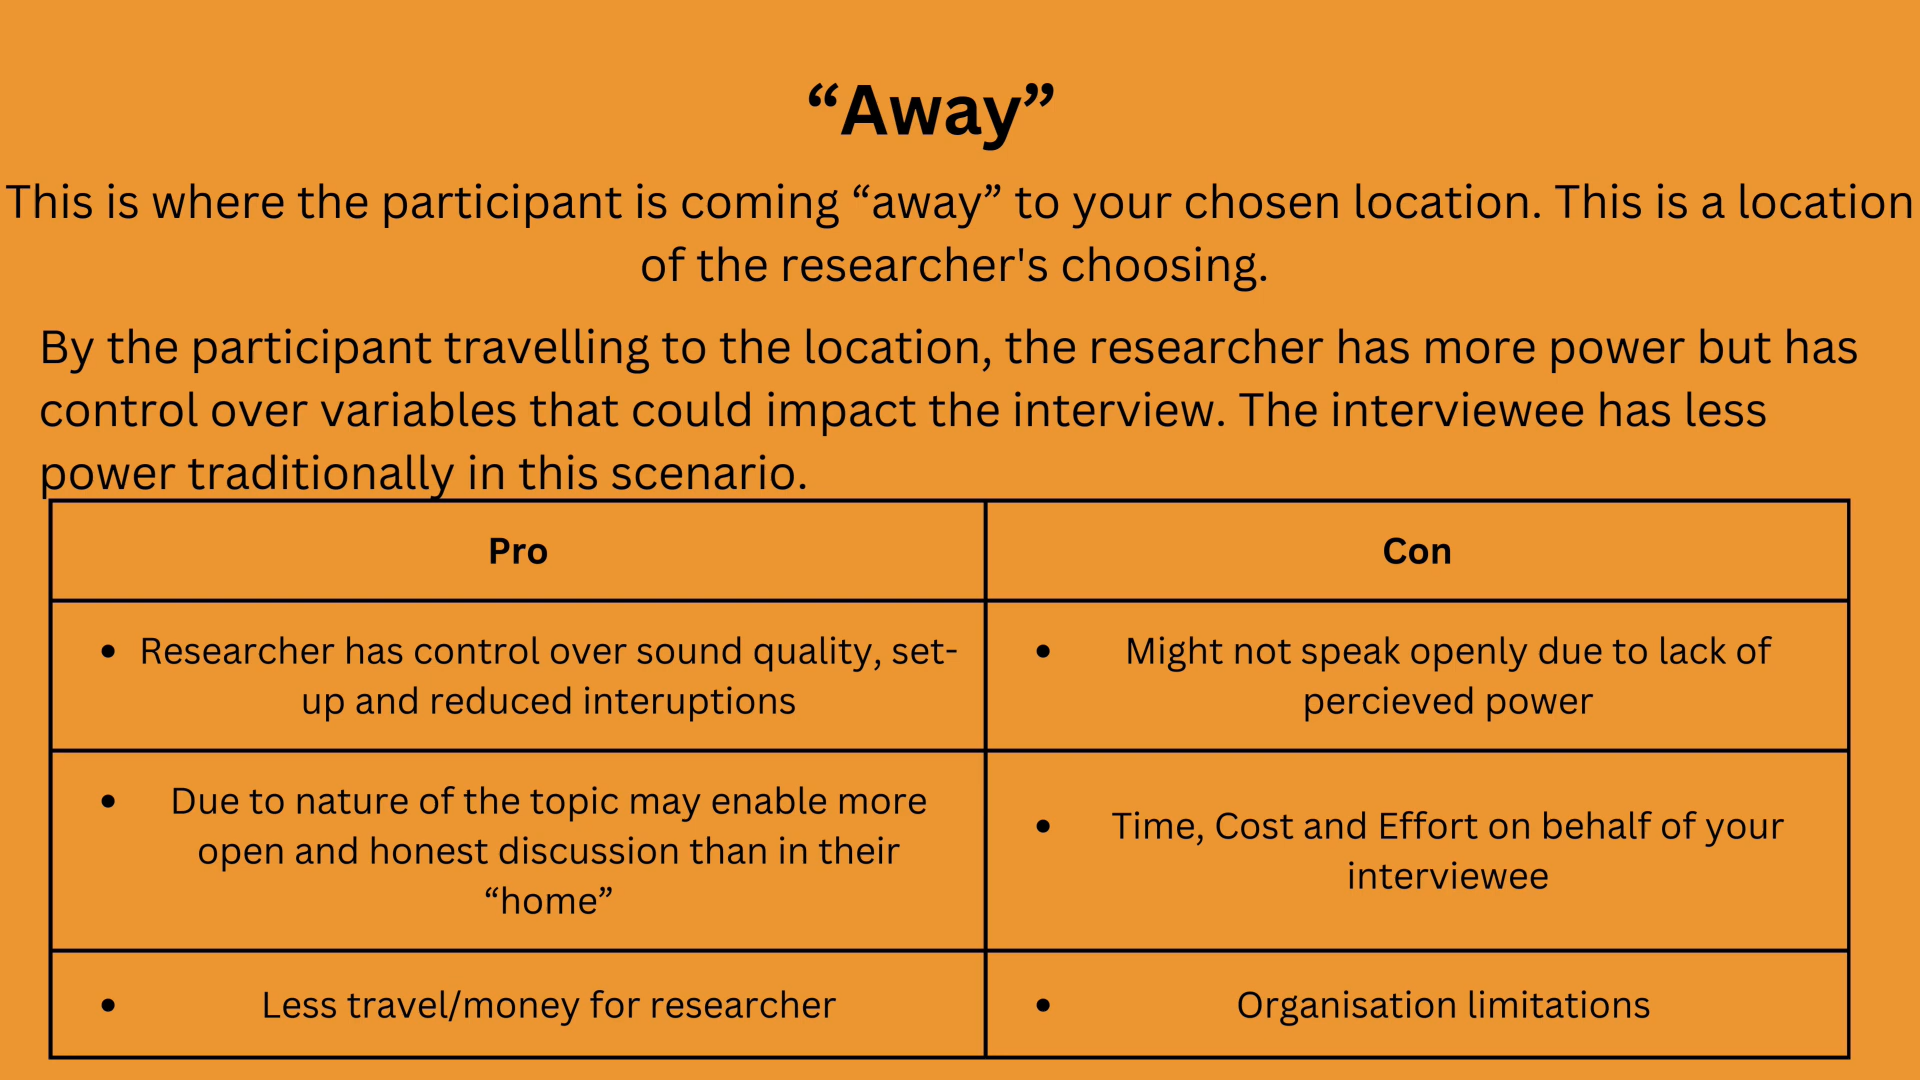 “Away”
This is where the participant is coming “away” to your chosen location. This is a location
of the researcher's choosing.
By the participant travelling to the location, the researcher has more power but has
control over variables that could impact the interview. The interviewee has less
power traditionally in this scenario.
Pro
Con
• Researcher has control over sound quality, set-
up and reduced interuptions
• Might not speak openly due to lack of
percieved power
• Due to nature of the topic may enable more
open and honest discussion than in their
“home”
• Time, Cost and Effort on behalf of your
interviewee
• Less travel/money for researcher
• Organisation limitations